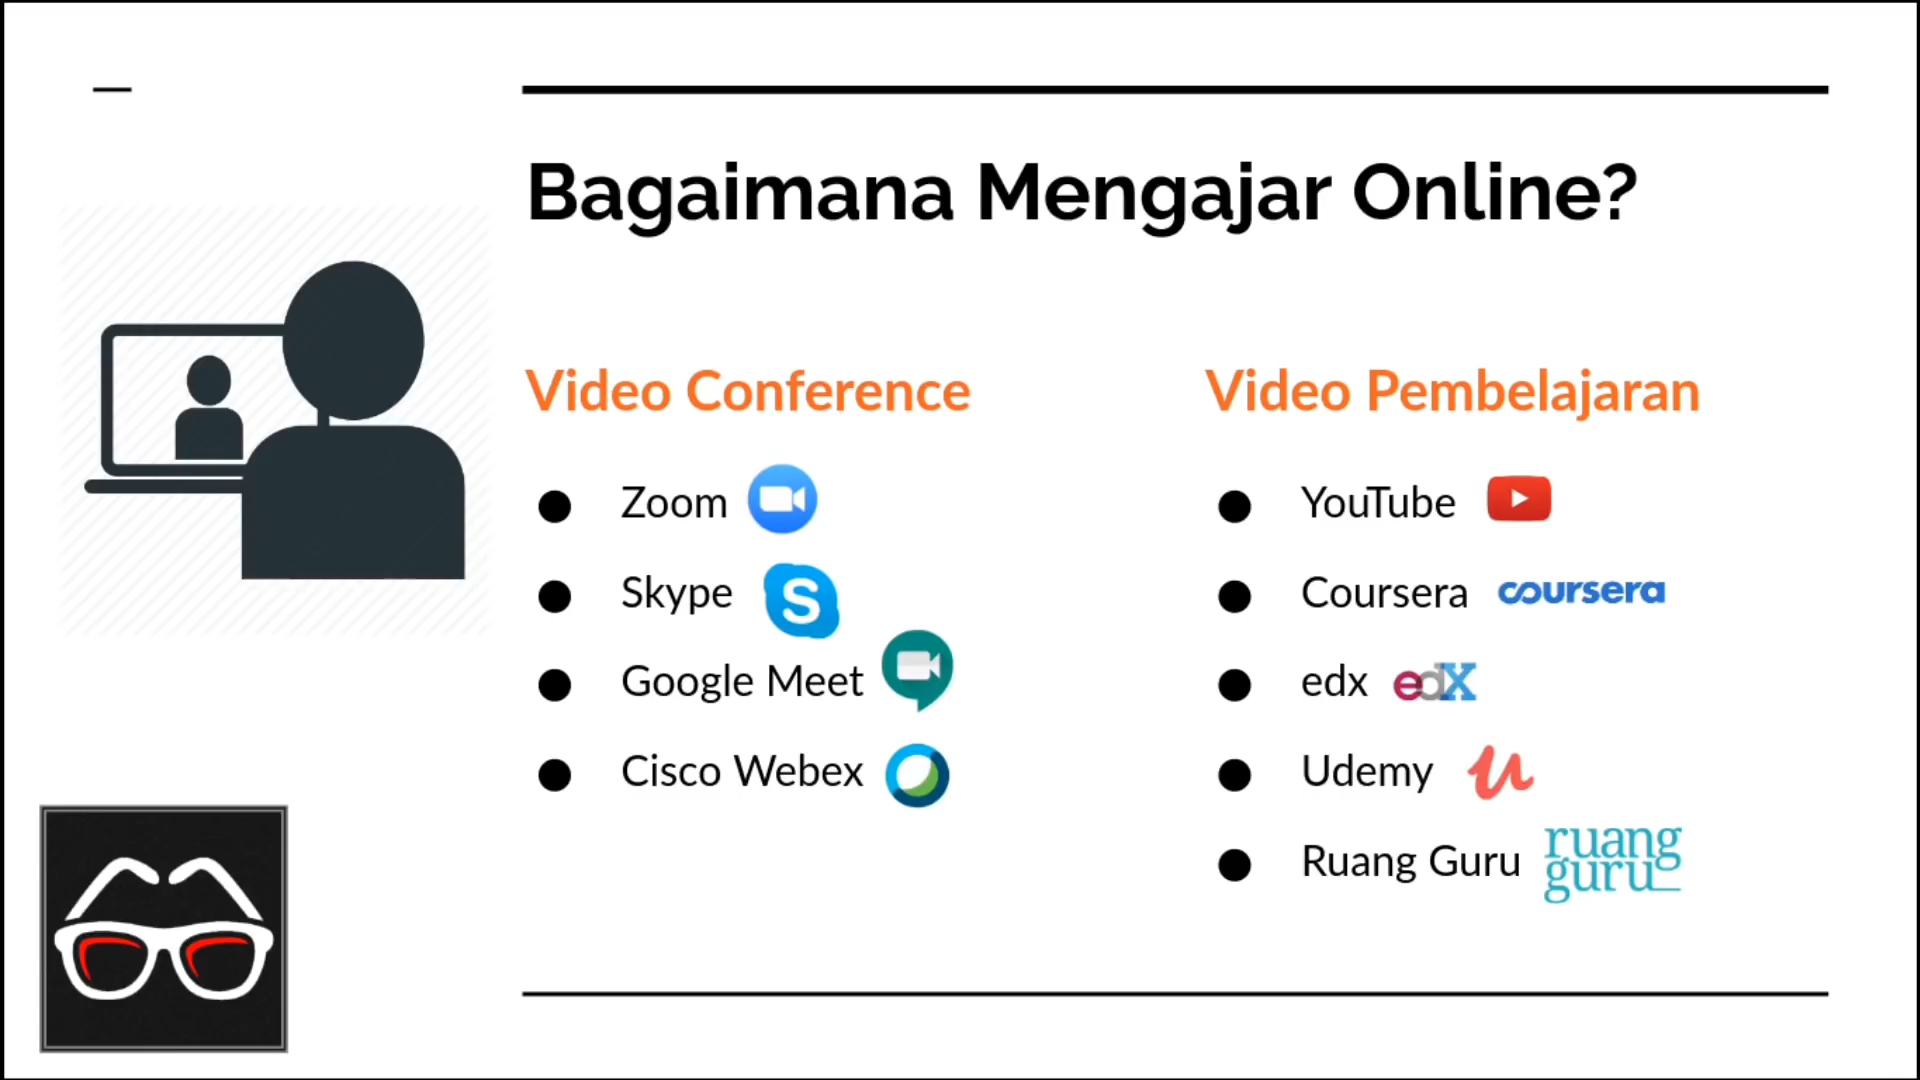 Bagaimana Mengajar Online?
Video Conference
Zoom
Skype
S
Google Meet
Cisco Webex
Video Pembelajaran
YouTube
Coursera coursera
edx edX
Udemy u
Ruang Guru
ruang
guru_